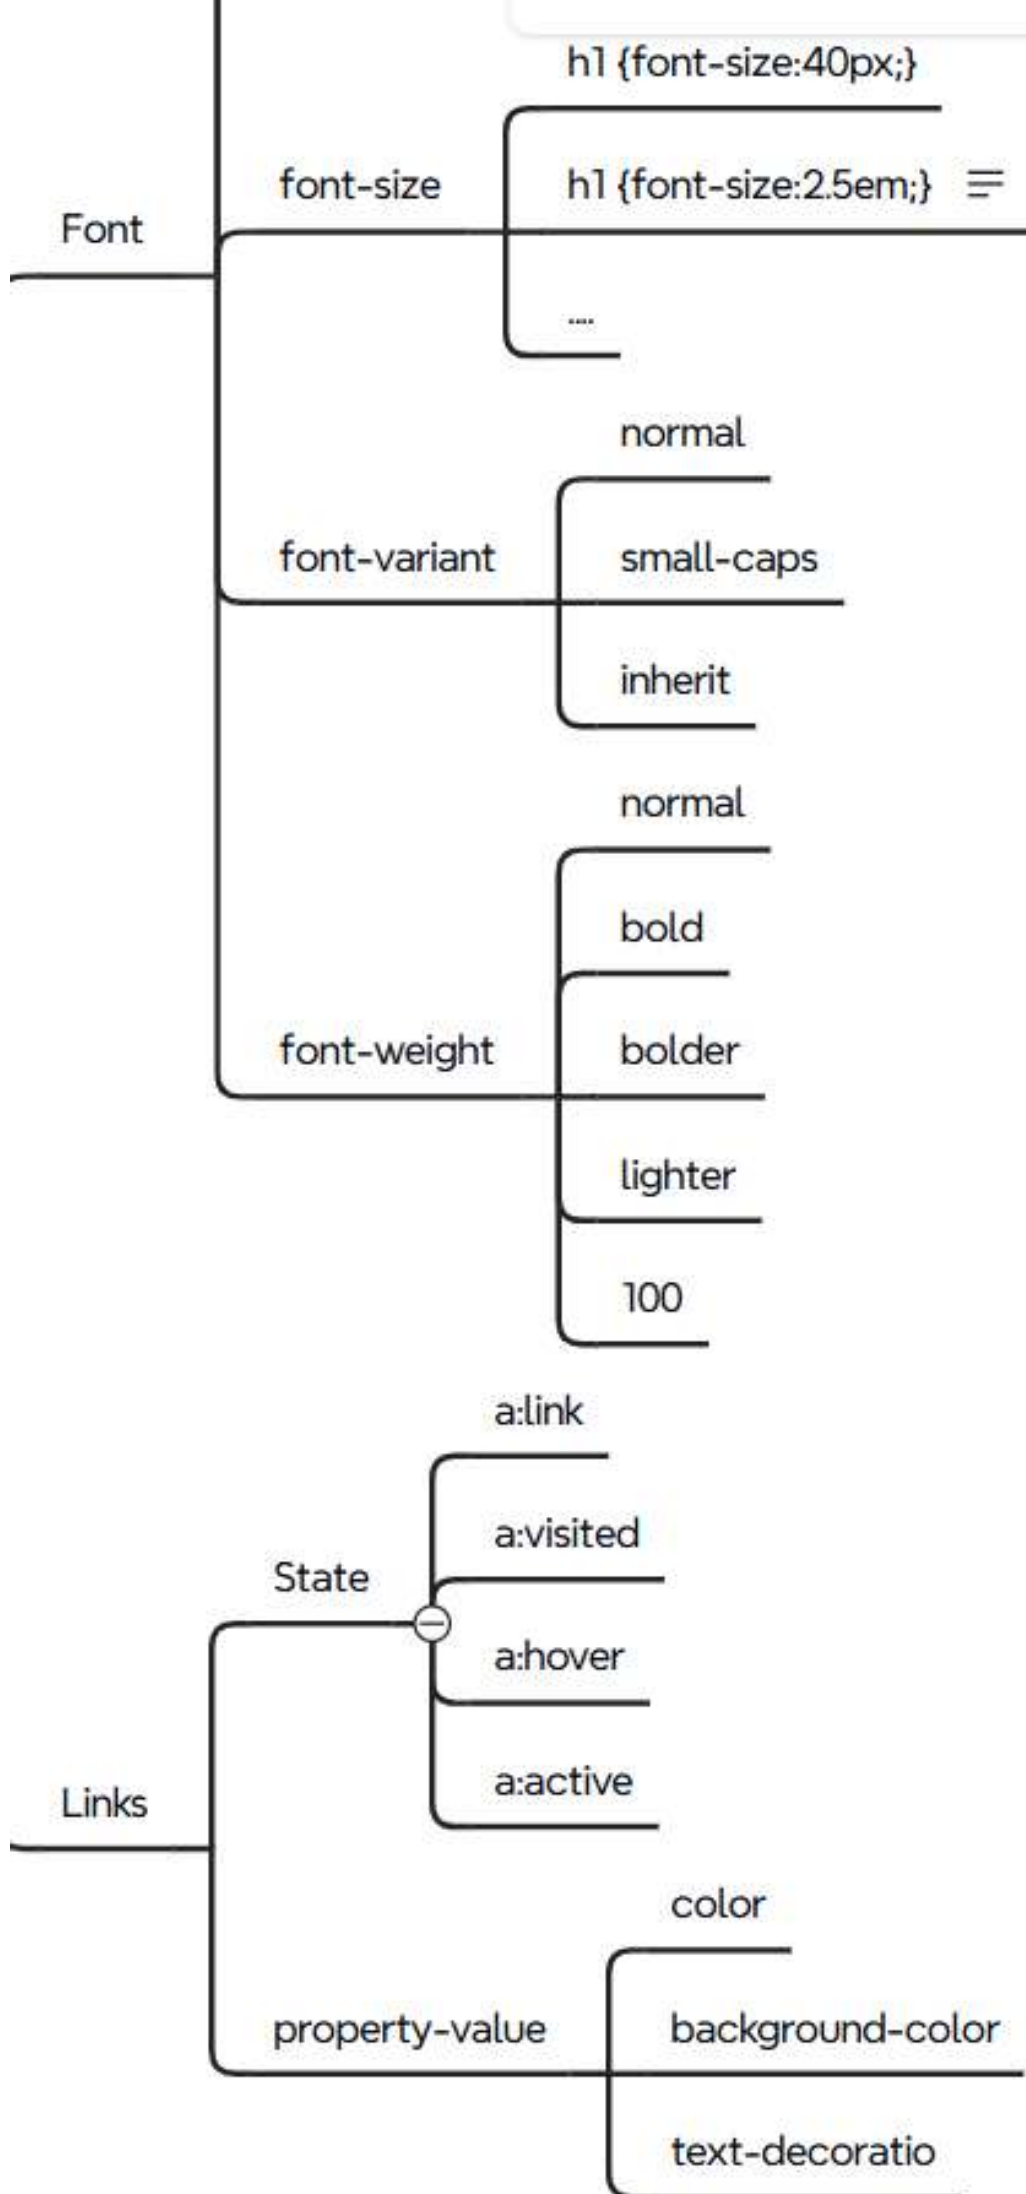 Font
font-size
h1 {font-size:40px;}
h1 {font-size:2.5em;}
....
font-variant
normal
small-caps
inherit
font-weight
normal
bold
bolder
lighter
100
Links
State
a:link
a:visited
a:hover
a:active
property-value
color
background-color
text-decoratio